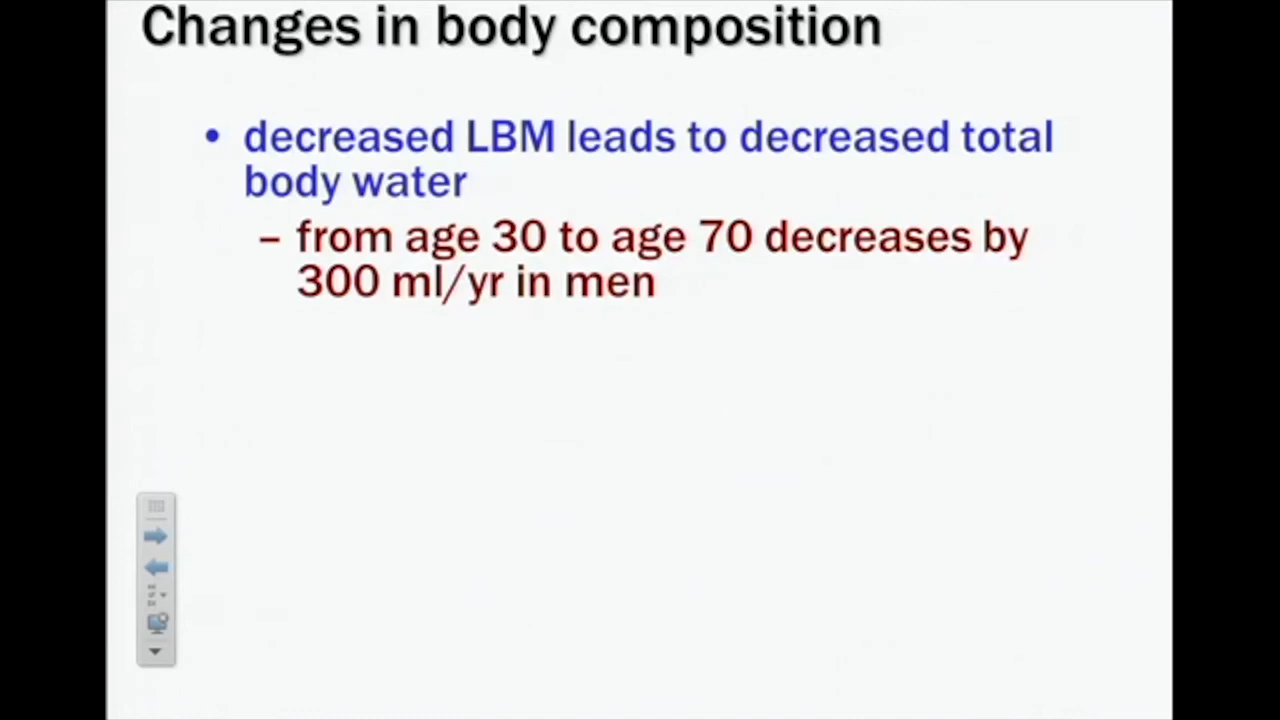 Changes in body composition
• decreased LBM leads to decreased total
body water
– from age 30 to age 70 decreases by
300 ml/yr in men